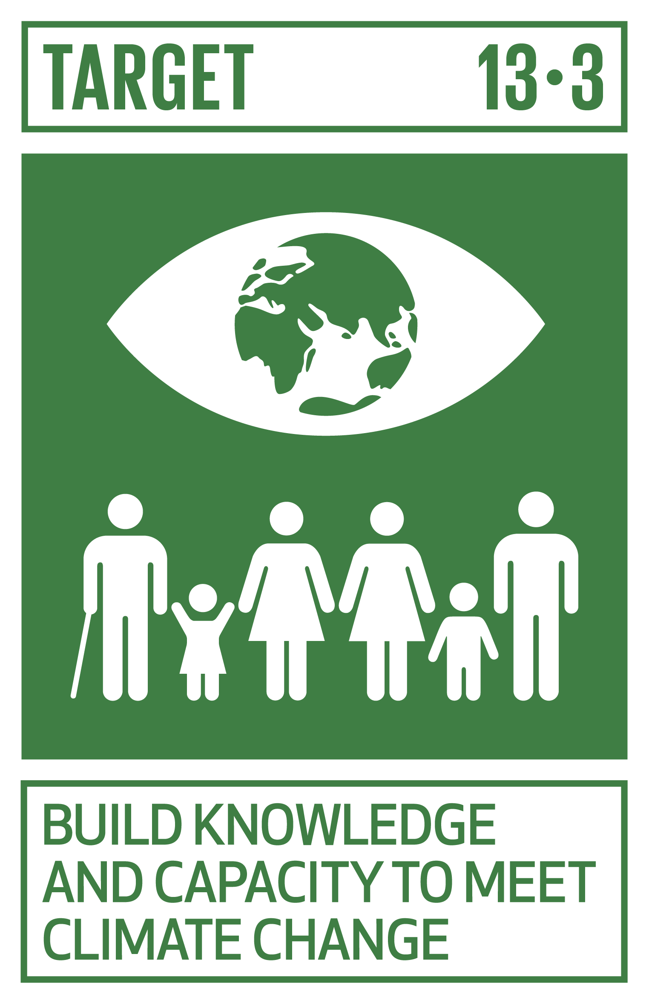 TARGET 13·3
BUILD KNOWLEDGE
AND CAPACITY TO MEET
CLIMATE CHANGE